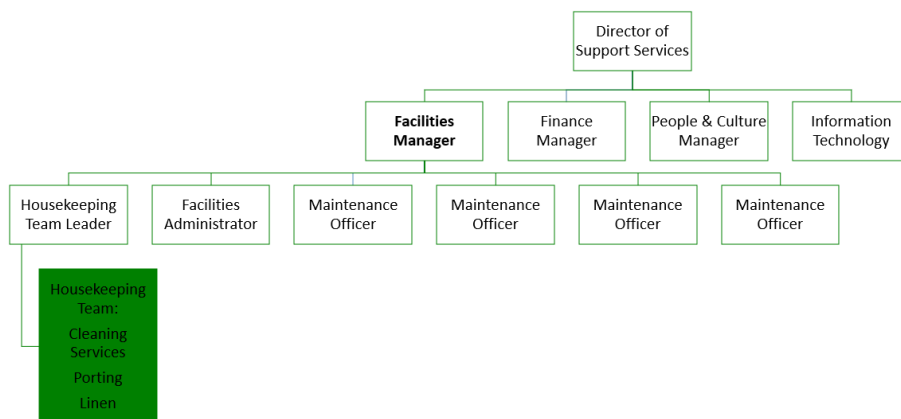 Director of
Support Services
Facilities
Manager
Finance
Manager
People & Culture
Manager
Information
Technology
Housekeeping
Team Leader
Facilities
Administrator
Maintenance
Officer
Maintenance
Officer
Maintenance
Officer
Maintenance
Officer
Housekeeping
Team:
Cleaning
Services
Porting
Linen